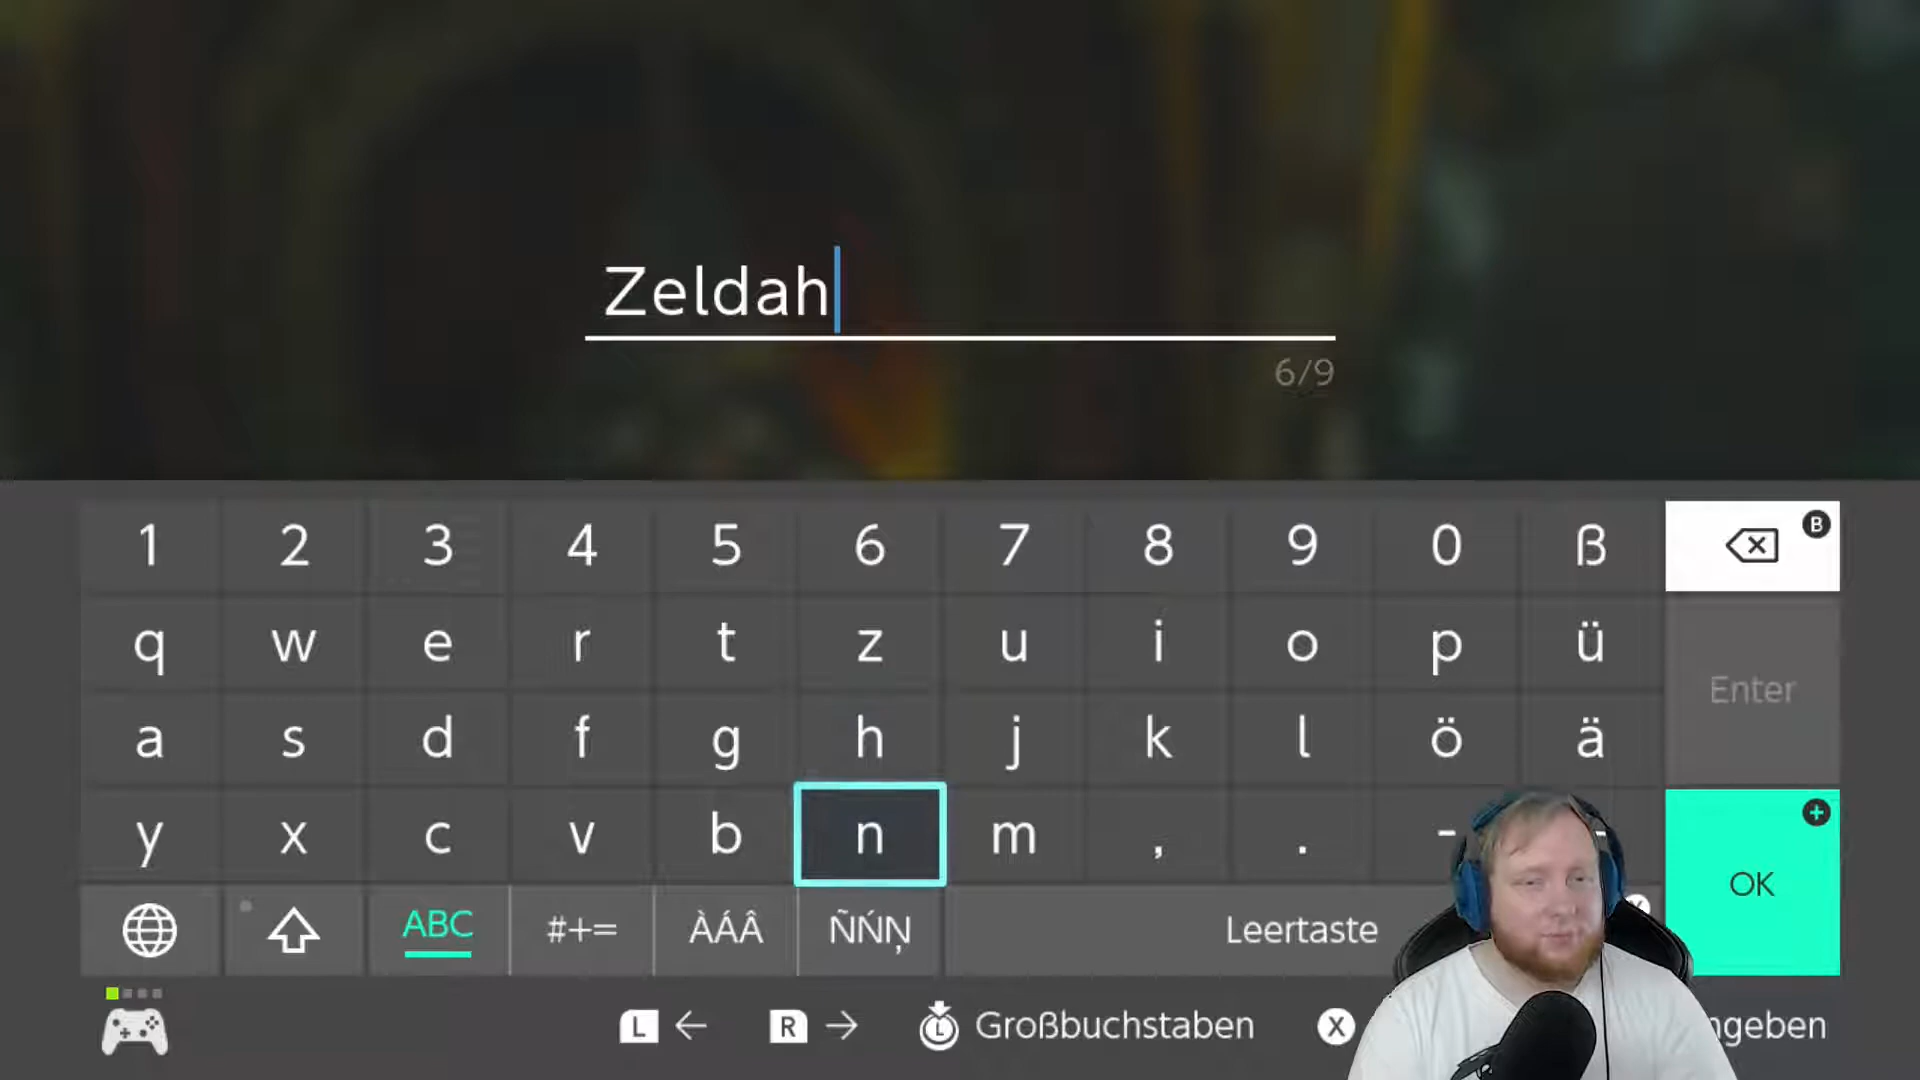 Zeldah
6/9
1 2 3 4 5 6 7 8 9 0 ß B
q w e r t z u i o p ü Enter
a s d f g h j k l ö ä
y x c v b n m , . - + OK
ABC #+= ÀÁÂ ÑŃŅ Leertaste
L ← R → L Großbuchstaben X ngeben